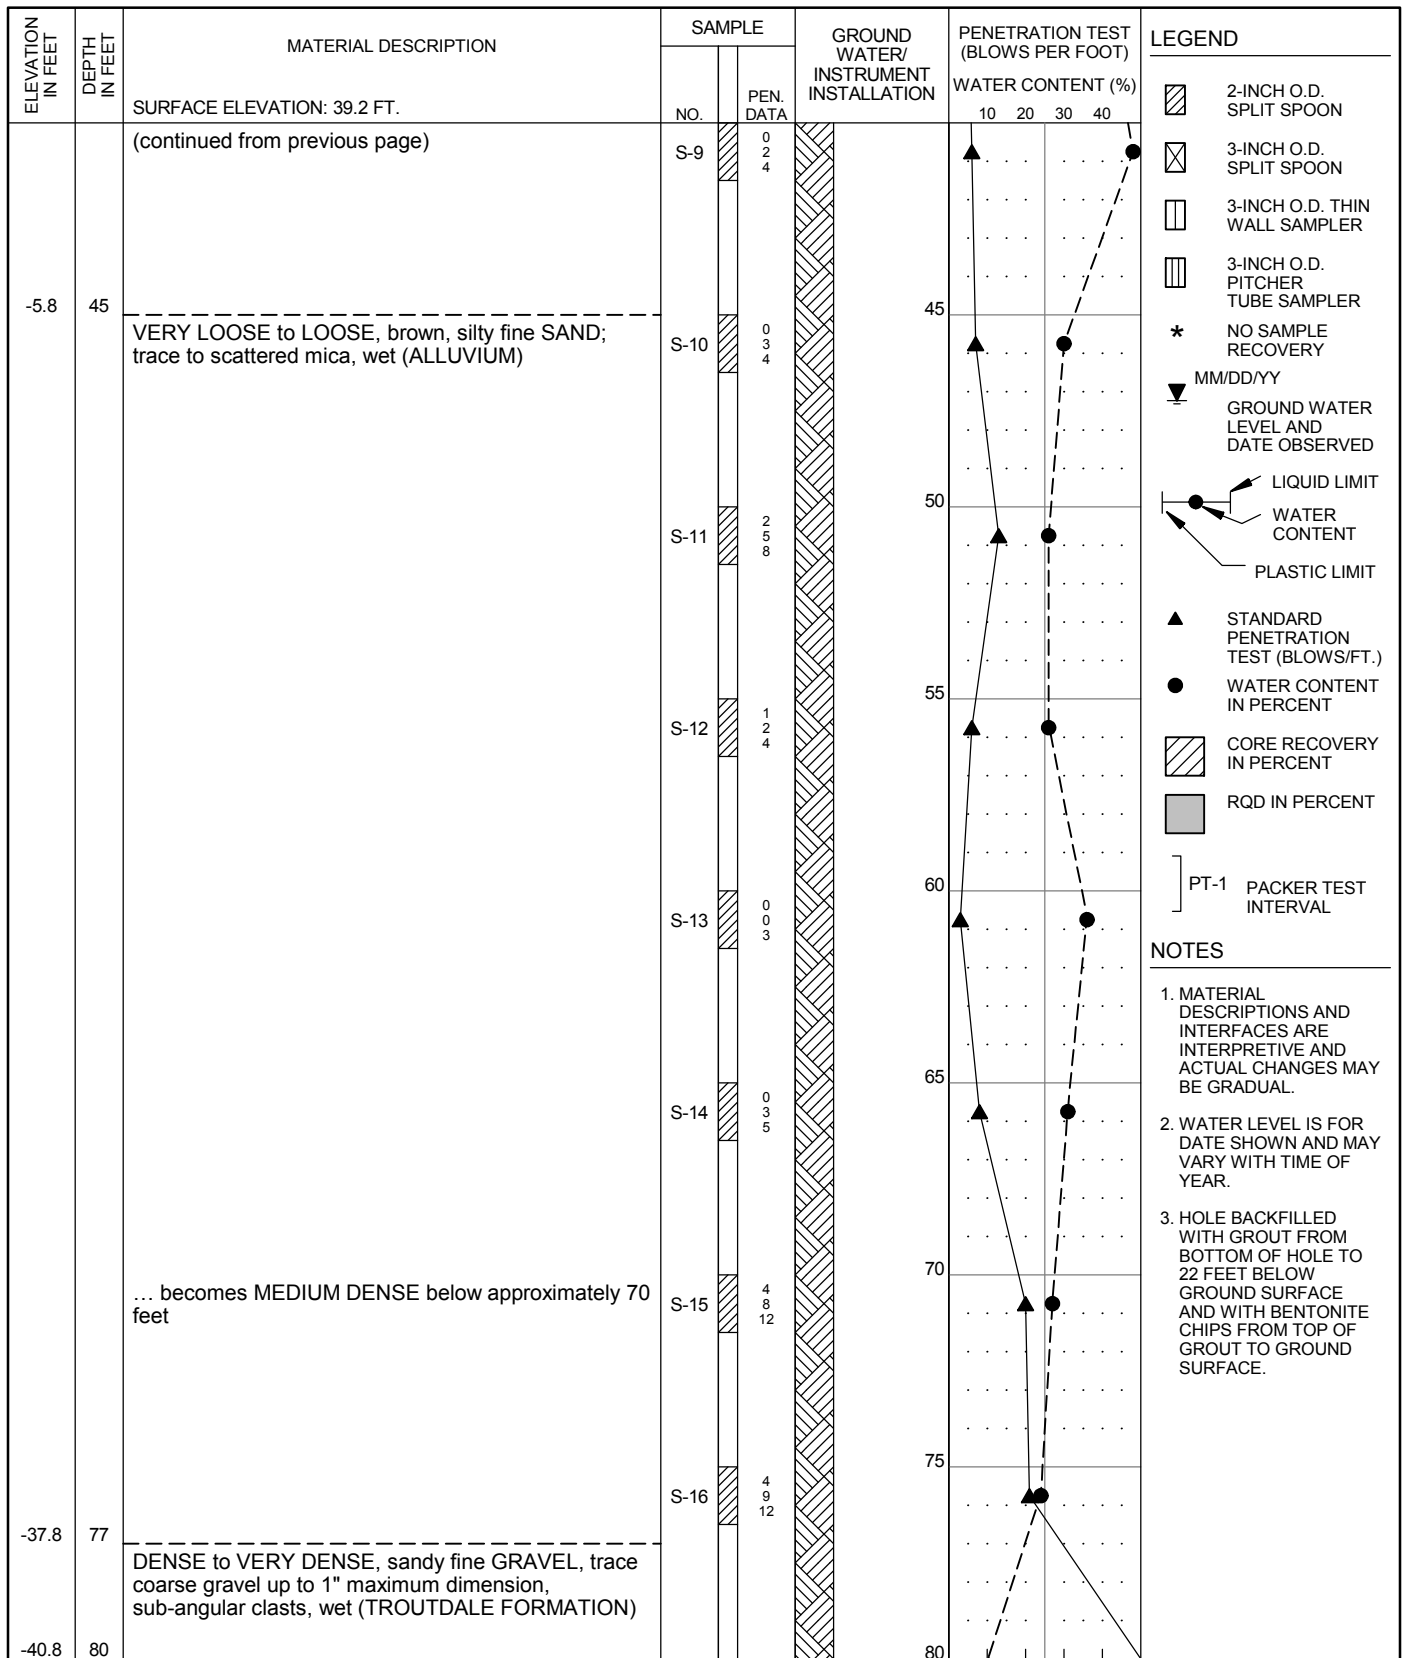 ELEVATION
IN FEET
DEPTH
IN FEET
MATERIAL DESCRIPTION
SURFACE ELEVATION: 39.2 FT.
SAMPLE
NO.
PEN.
DATA
GROUND
WATER/
INSTRUMENT
INSTALLATION
PENETRATION TEST
(BLOWS PER FOOT)
WATER CONTENT (%)
10 20 30 40
(continued from previous page)
S-9
0
2
4
-5.8 45
45
VERY LOOSE to LOOSE, brown, silty fine SAND;
trace to scattered mica, wet (ALLUVIUM)
S-10
0
3
4
50
S-11
2
5
8
55
S-12
1
2
4
60
S-13
0
0
3
65
S-14
0
3
5
70
… becomes MEDIUM DENSE below approximately 70
feet
S-15
4
8
12
75
S-16
4
9
12
-37.8 77
DENSE to VERY DENSE, sandy fine GRAVEL, trace
coarse gravel up to 1" maximum dimension,
sub-angular clasts, wet (TROUTDALE FORMATION)
-40.8 80
80
LEGEND
2-INCH O.D.
SPLIT SPOON
3-INCH O.D.
SPLIT SPOON
3-INCH O.D. THIN
WALL SAMPLER
3-INCH O.D.
PITCHER
TUBE SAMPLER
* NO SAMPLE
RECOVERY
MM/DD/YY
GROUND WATER
LEVEL AND
DATE OBSERVED
LIQUID LIMIT
WATER
CONTENT
PLASTIC LIMIT
STANDARD
PENETRATION
TEST (BLOWS/FT.)
WATER CONTENT
IN PERCENT
CORE RECOVERY
IN PERCENT
RQD IN PERCENT
PT-1 PACKER TEST
INTERVAL
NOTES
1. MATERIAL
DESCRIPTIONS AND
INTERFACES ARE
INTERPRETIVE AND
ACTUAL CHANGES MAY
BE GRADUAL.
2. WATER LEVEL IS FOR
DATE SHOWN AND MAY
VARY WITH TIME OF
YEAR.
3. HOLE BACKFILLED
WITH GROUT FROM
BOTTOM OF HOLE TO
22 FEET BELOW
GROUND SURFACE
AND WITH BENTONITE
CHIPS FROM TOP OF
GROUT TO GROUND
SURFACE.